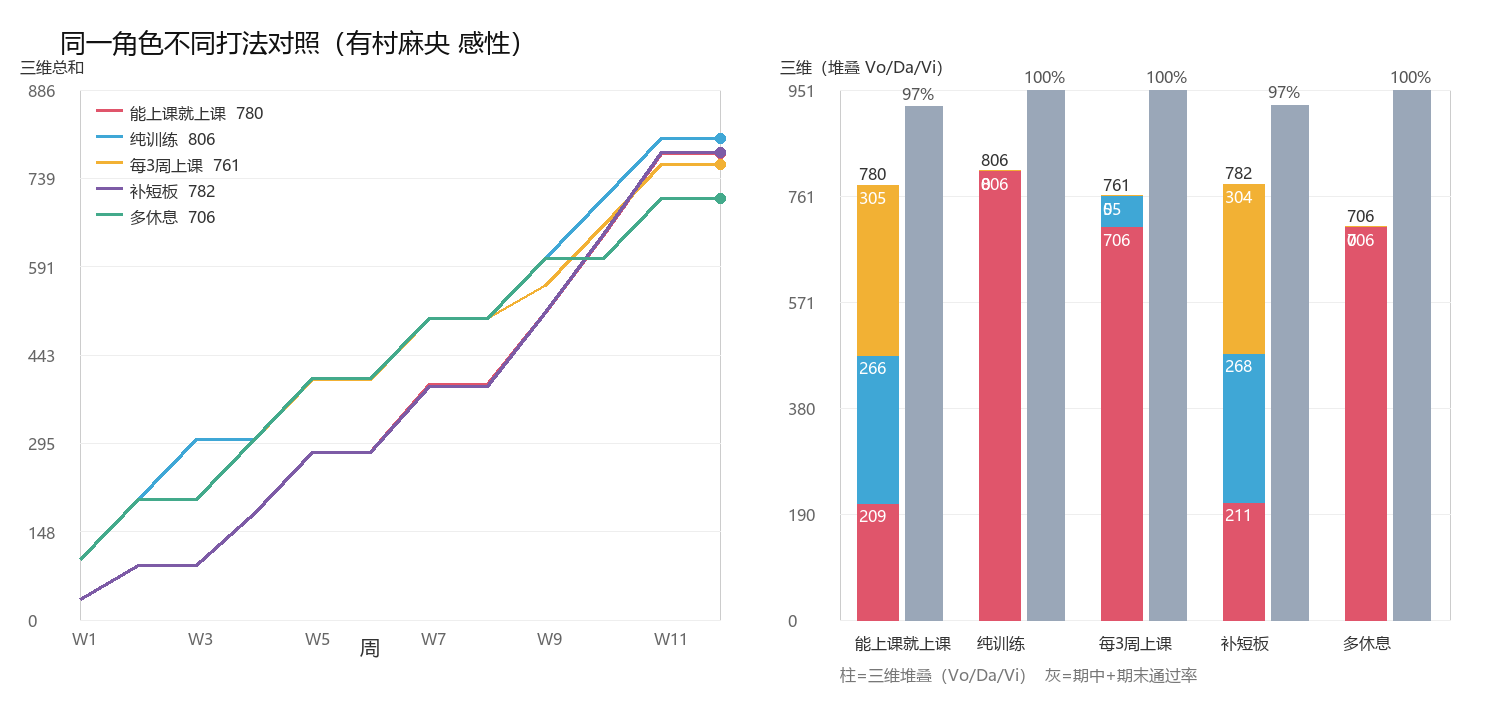 同一角色不同打法对照（有村麻央 感性）
三维总和
886
739
591
443
295
148
0
能上课就上课 780
纯训练 806
每3周上课 761
补短板 782
多休息 706
W1 W3 W5 W7 W9 W11
周
三维（堆叠 Vo/Da/Vi）
951
761
571
380
190
0
97% 100% 100% 97% 100%
780 806 761 782 706
305 806 304 706
706
266 268
209 211
能上课就上课 纯训练 每3周上课 补短板 多休息
柱=三维堆叠（Vo/Da/Vi） 灰=期中+期末通过率